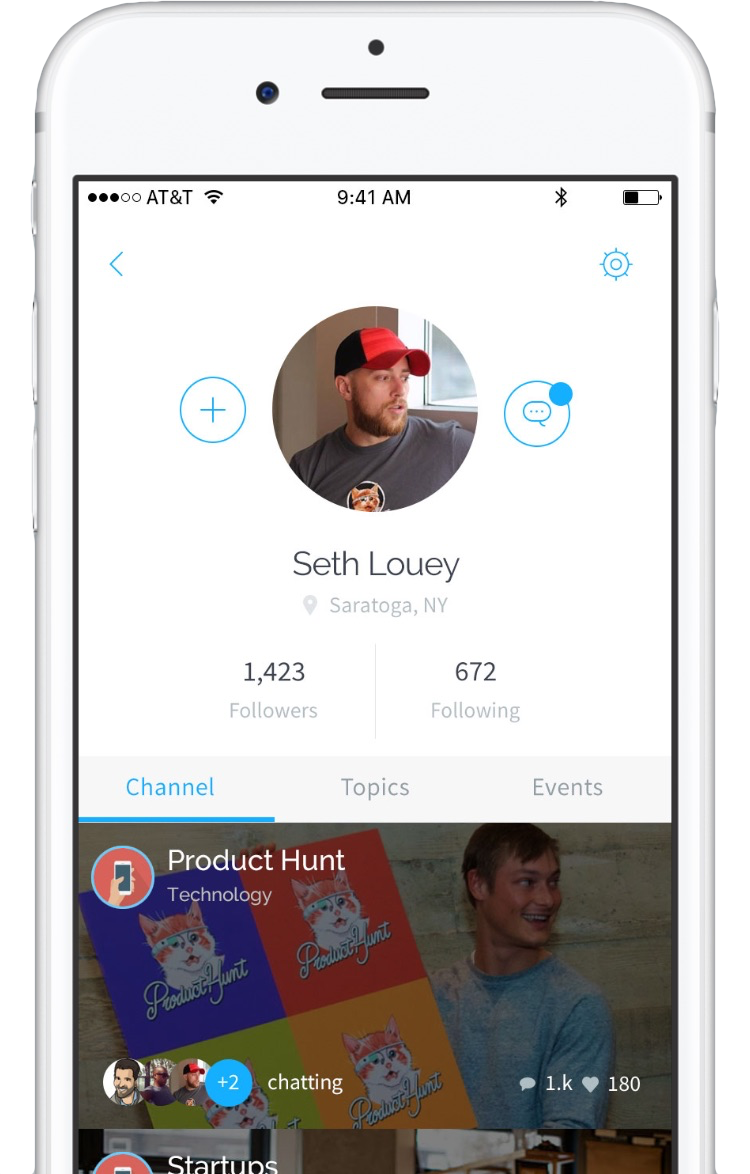 AT&T 9:41 AM
Seth Louey
Saratoga, NY
1,423 672
Followers Following
Channel Topics Events
Product Hunt
Technology
Product Hunt
Product Hunt
Product Hunt
+2 chatting 1.k 180
Startups